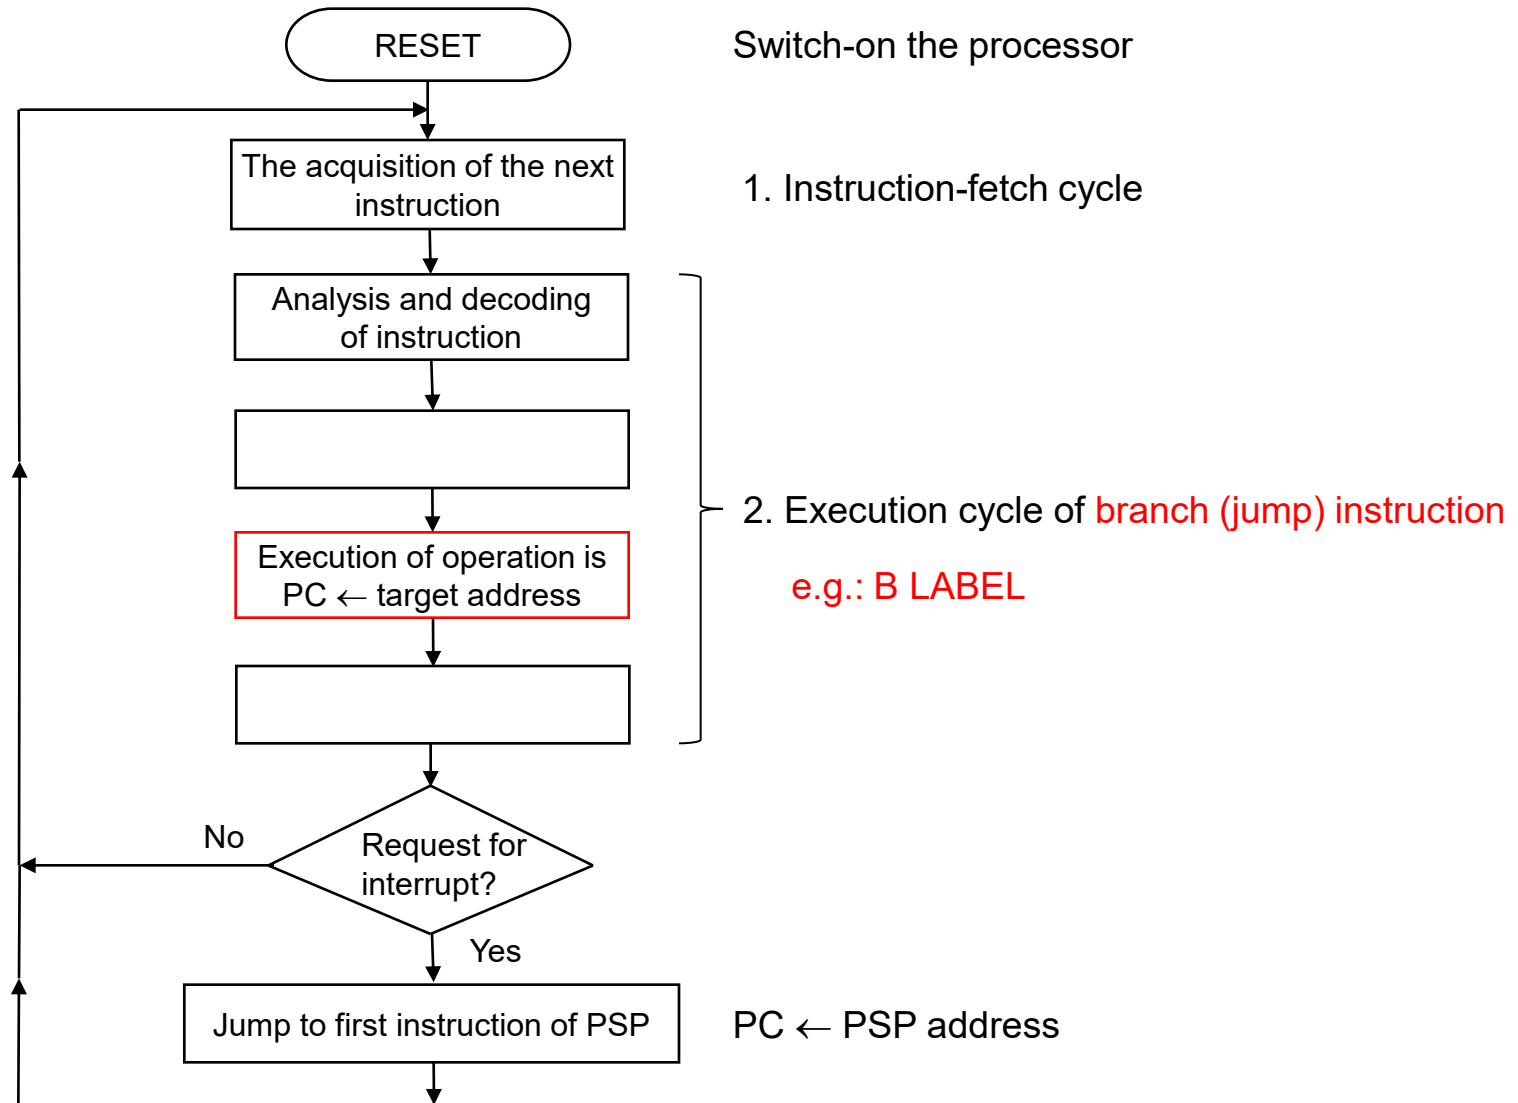 RESET
Switch-on the processor
The acquisition of the next
instruction
1. Instruction-fetch cycle
Analysis and decoding
of instruction
2. Execution cycle of branch (jump) instruction
Execution of operation is
PC ← target address
e.g.: B LABEL
No
Request for
interrupt?
Yes
Jump to first instruction of PSP
PC ← PSP address